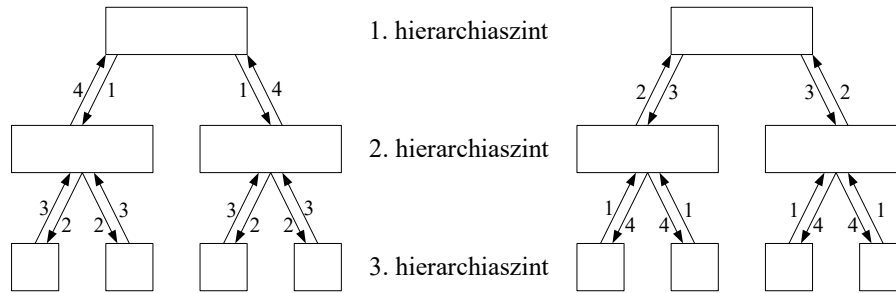 1. hierarchiaszint
4 1 1 4 2 3 3 2
2. hierarchiaszint
3 2 2 3 3 2 2 3 1 4 4 1 1 4 4 1
3. hierarchiaszint